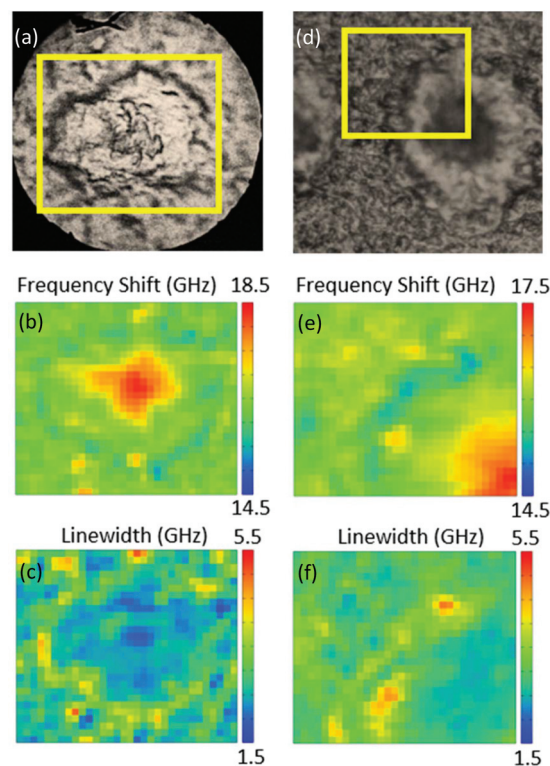 (a)
(d)
Frequency Shift (GHz) 18.5
(b)
14.5
Frequency Shift (GHz) 17.5
(e)
14.5
Linewidth (GHz) 5.5
(c)
1.5
Linewidth (GHz) 5.5
(f)
1.5